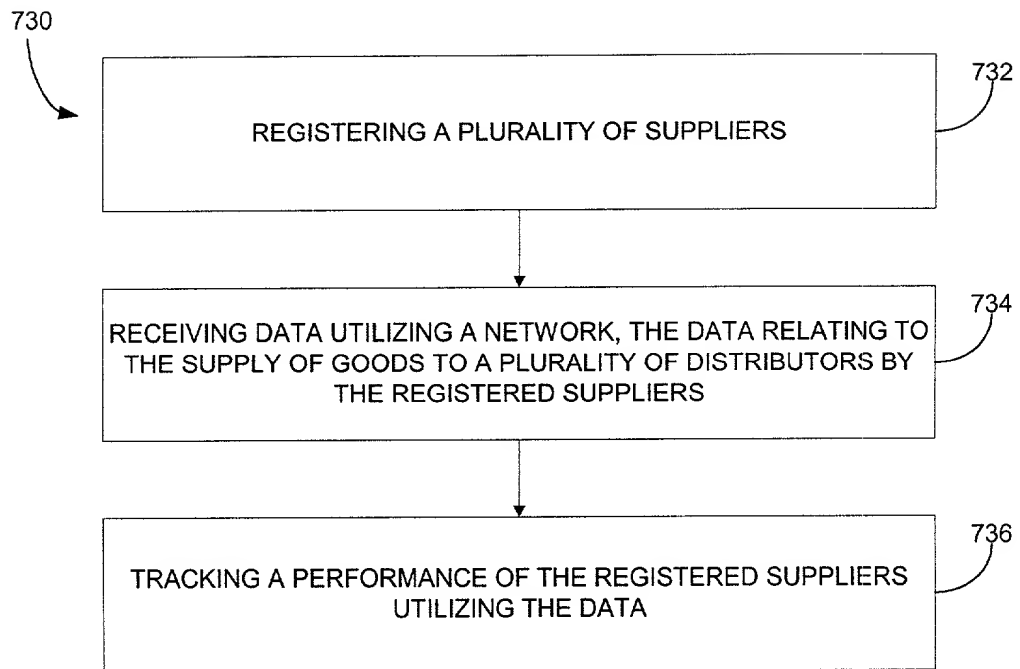 730
732
REGISTERING A PLURALITY OF SUPPLIERS
734
RECEIVING DATA UTILIZING A NETWORK, THE DATA RELATING TO
THE SUPPLY OF GOODS TO A PLURALITY OF DISTRIBUTORS BY
THE REGISTERED SUPPLIERS
736
TRACKING A PERFORMANCE OF THE REGISTERED SUPPLIERS
UTILIZING THE DATA